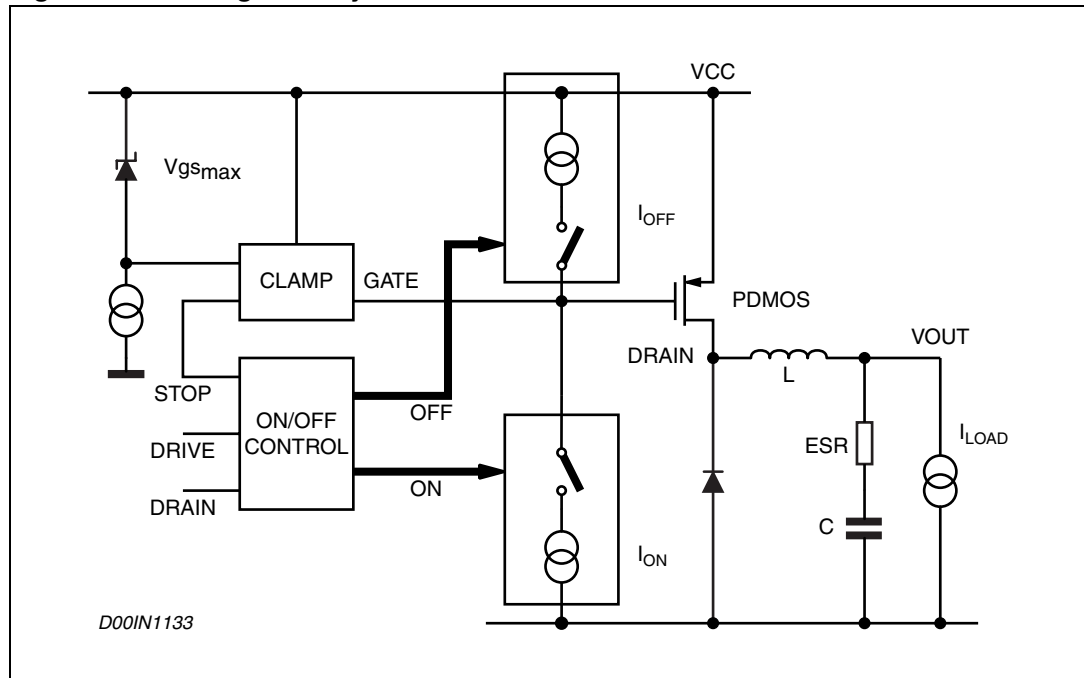 VCC
Vgsmax
IOFF
CLAMP
GATE
PDMOS
DRAIN
VOUT
L
STOP
OFF
ON/OFF
CONTROL
DRIVE
ESR
ILOAD
ON
DRAIN
C
ION
D00IN1133